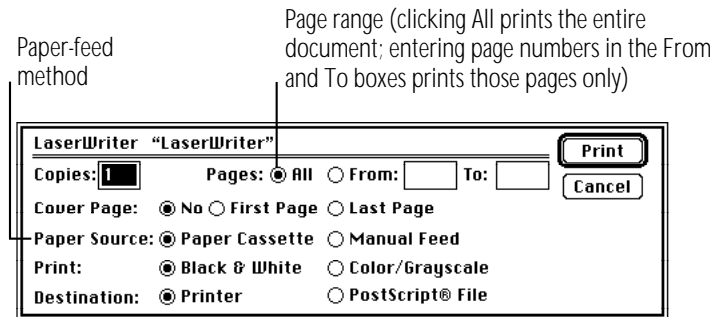 Page range (clicking All prints the entire
document; entering page numbers in the From
and To boxes prints those pages only)
Paper-feed
method
LaserWriter “LaserWriter”
Print
Copies: 1 Pages: All From: To:
Cancel
Cover Page: No First Page Last Page
Paper Source: Paper Cassette Manual Feed
Print: Black & White Color/Grayscale
Destination: Printer PostScript® File